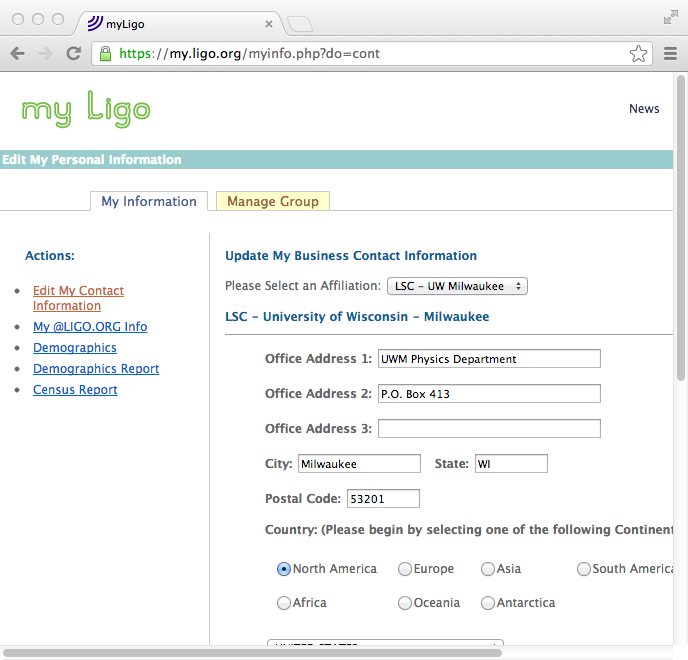 myLigo
https://my.ligo.org/myinfo.php?do=cont
my Ligo
News
Edit My Personal Information
My Information
Manage Group
Actions:
Edit My Contact
Information
My @LIGO.ORG Info
Demographics
Demographics Report
Census Report
Update My Business Contact Information
Please Select an Affiliation: LSC - UW Milwaukee
LSC - University of Wisconsin - Milwaukee
Office Address 1: UWM Physics Department
Office Address 2: P.O. Box 413
Office Address 3:
City: Milwaukee State: WI
Postal Code: 53201
Country: (Please begin by selecting one of the following Continent
North America Europe Asia South America
Africa Oceania Antarctica